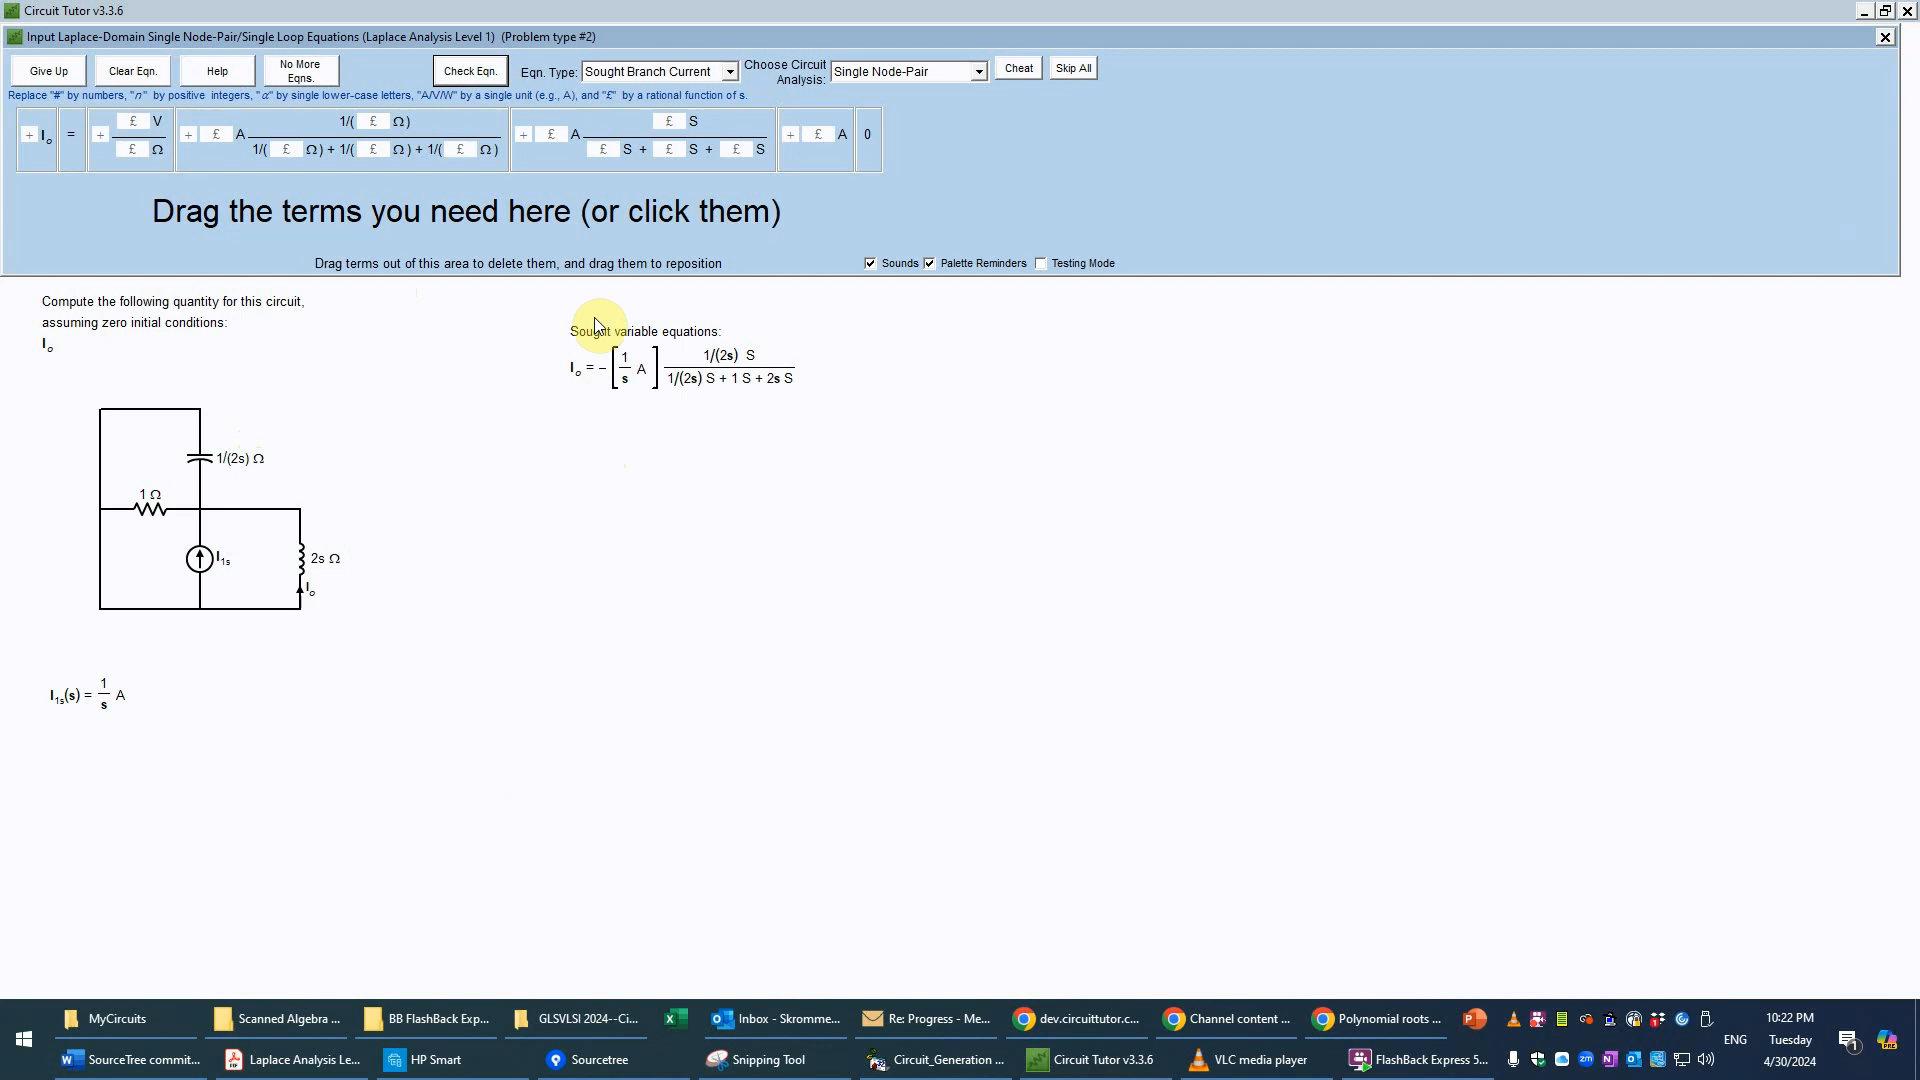 Circuit Tutor v3.3.6
Input Laplace-Domain Single Node-Pair/Single Loop Equations (Laplace Analysis Level 1)  (Problem type #2)
Give Up
Clear Eqn.
Help
No More
Eqns.
Check Eqn.
Eqn. Type: Sought Branch Current
Choose Circuit
Analysis:
Single Node-Pair
Cheat
Skip All
Replace "#" by numbers, "n" by positive integers, "α" by single lower-case letters, "A/V/W" by a single unit (e.g., A), and "£" by a rational function of s.
£ V
1/( £ Ω )
£ S
+ Io = + + £ A + £ A + £ A 0
£ Ω
1/( £ Ω ) + 1/( £ Ω ) + 1/( £ Ω )
£ S + £ S + £ S
Drag the terms you need here (or click them)
Drag terms out of this area to delete them, and drag them to reposition
Sounds
Palette Reminders
Testing Mode
Compute the following quantity for this circuit,
assuming zero initial conditions:
Io
Sought variable equations:
Io = - [ 1/s A ] 1/(2s) S
1/(2s) S + 1 S + 2s S
1/(2s) Ω
1 Ω
I1s
2s Ω
Io
I1s(s) = 1/s A
MyCircuits
Scanned Algebra ...
BB FlashBack Exp...
GLSVLSI 2024--Ci...
Inbox - Skromme...
Re: Progress - Me...
dev.circuittutor.c...
Channel content ...
Polynomial roots ...
SourceTree commit...
Laplace Analysis Le...
HP Smart
Sourcetree
Snipping Tool
Circuit_Generation ...
Circuit Tutor v3.3.6
VLC media player
FlashBack Express 5...
ENG
10:22 PM
Tuesday
4/30/2024